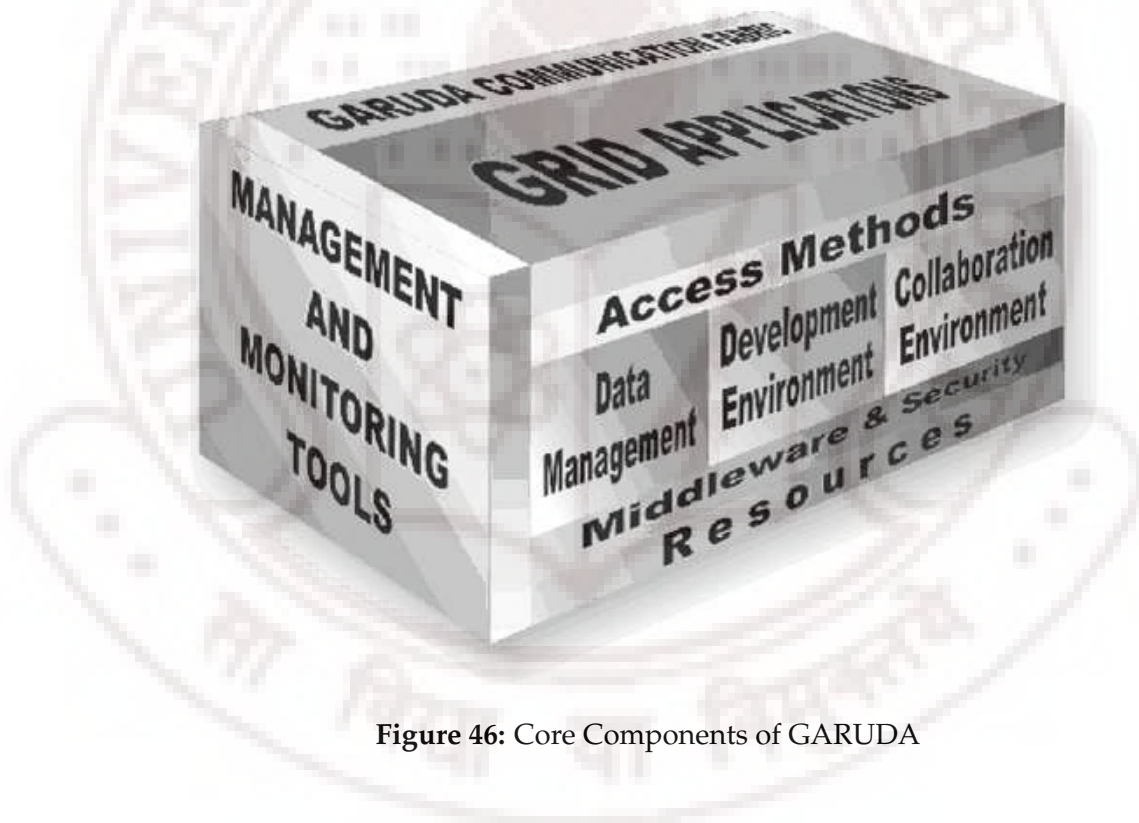 GARUDA COMMUNICATION FABRIC
GRID APPLICATIONS
MANAGEMENT
AND
MONITORING
TOOLS
Access Methods
Data
Management
Development
Environment
Collaboration
Environment
Middleware & Security
Resources
Figure 46: Core Components of GARUDA